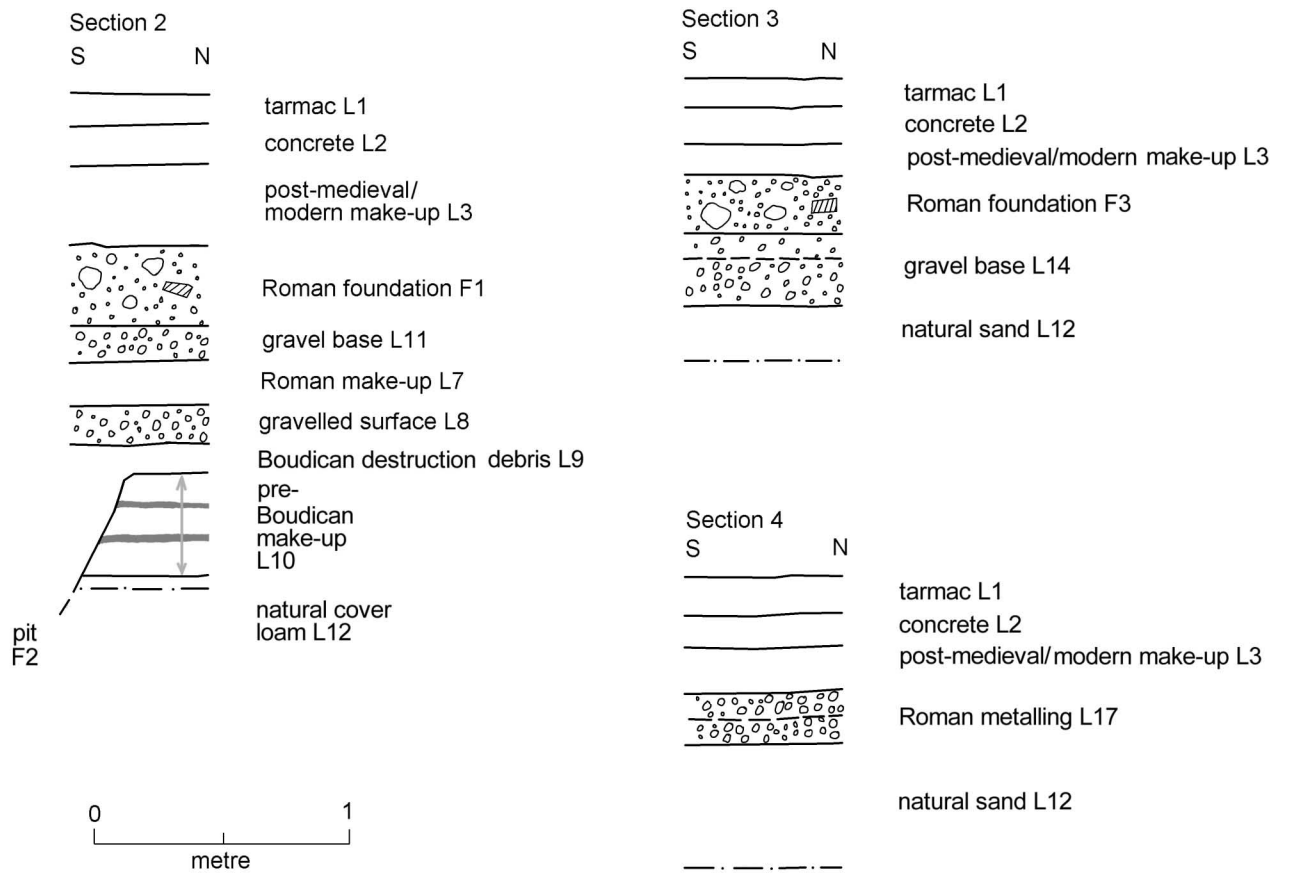 Section 2
S N
tarmac L1
concrete L2
post-medieval/
modern make-up L3
Roman foundation F1
gravel base L11
Roman make-up L7
gravelled surface L8
Boudican destruction debris L9
pre-
Boudican
make-up
L10
natural cover
loam L12
pit
F2
0 1
metre
Section 3
S N
tarmac L1
concrete L2
post-medieval/modern make-up L3
Roman foundation F3
gravel base L14
natural sand L12
Section 4
S N
tarmac L1
concrete L2
post-medieval/modern make-up L3
Roman metalling L17
natural sand L12